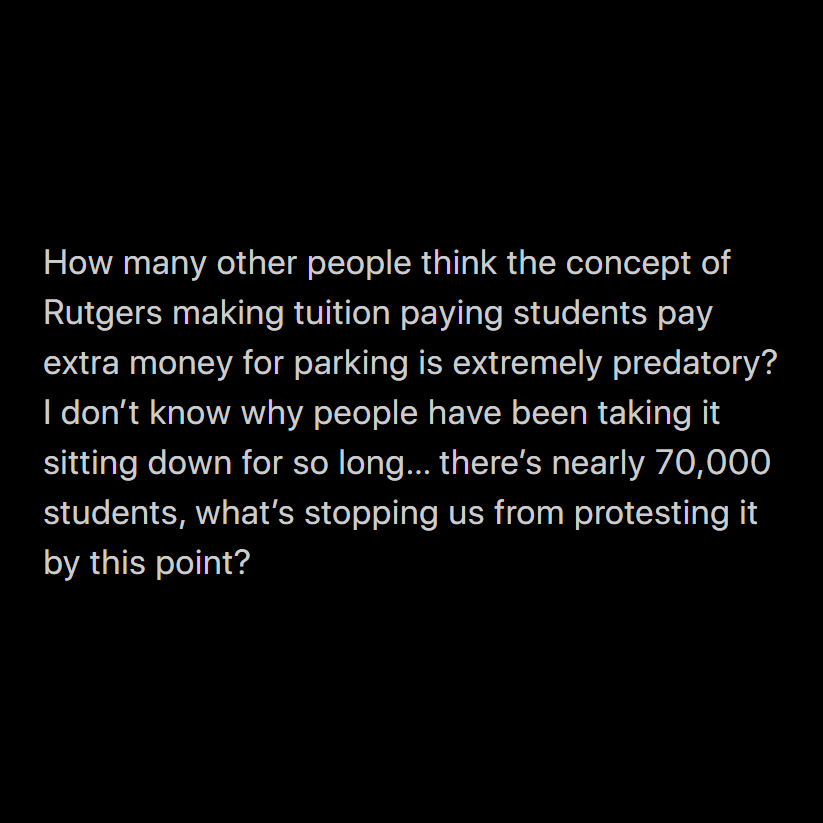 How many other people think the concept of
Rutgers making tuition paying students pay
extra money for parking is extremely predatory?
I don’t know why people have been taking it
sitting down for so long... there’s nearly 70,000
students, what’s stopping us from protesting it
by this point?